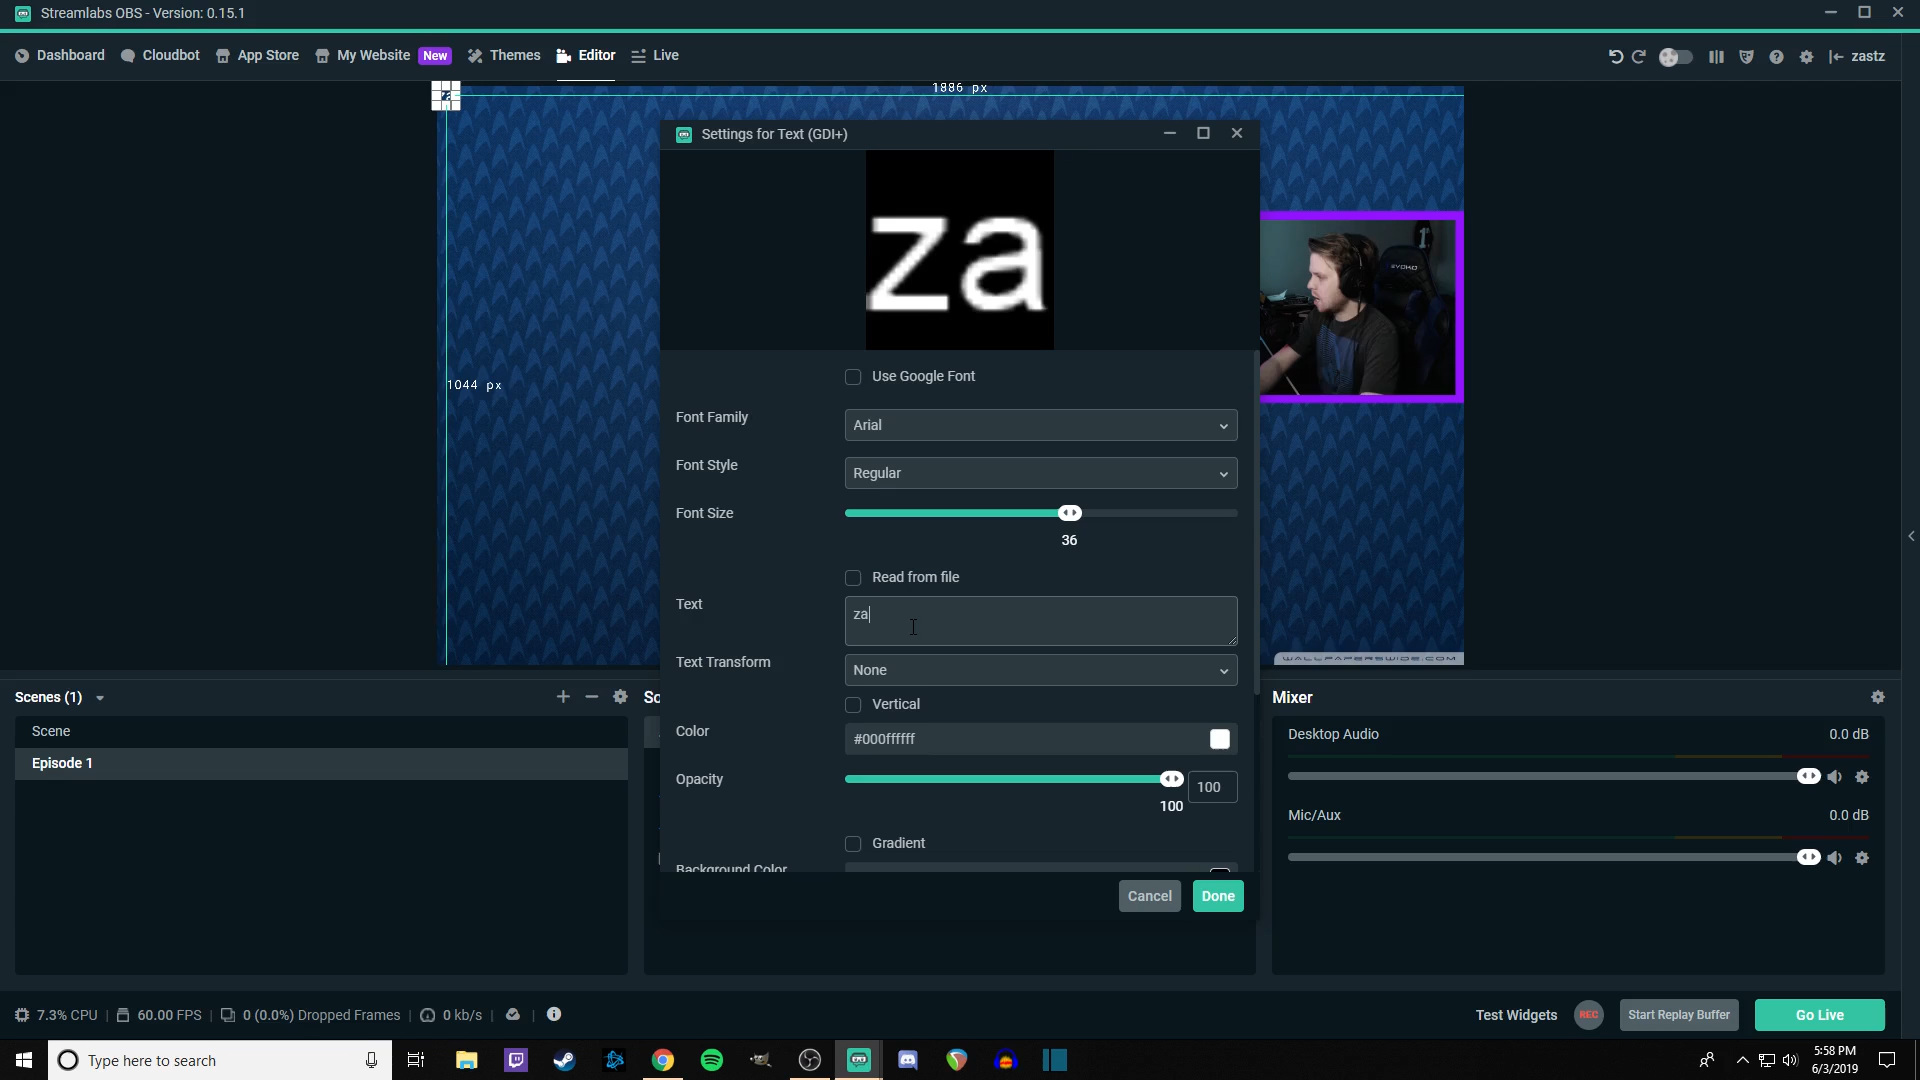 Streamlabs OBS - Version: 0.15.1
Dashboard
Cloudbot
App Store
My Website New
Themes
Editor
Live
zastz
1886 px
Settings for Text (GDI+)
za
1044 px
Use Google Font
Font Family
Arial
Font Style
Regular
Font Size
36
Read from file
Text
za
Text Transform
None
Vertical
Color
#000ffffff
Opacity
100
100
Gradient
Background Color
Cancel
Done
WALLPAPERSWIDE.COM
Scenes (1)
So
Scene
Episode 1
Mixer
Desktop Audio
0.0 dB
Mic/Aux
0.0 dB
7.3% CPU
60.00 FPS
0 (0.0%) Dropped Frames
0 kb/s
Test Widgets
REC
Start Replay Buffer
Go Live
Type here to search
5:58 PM
6/3/2019